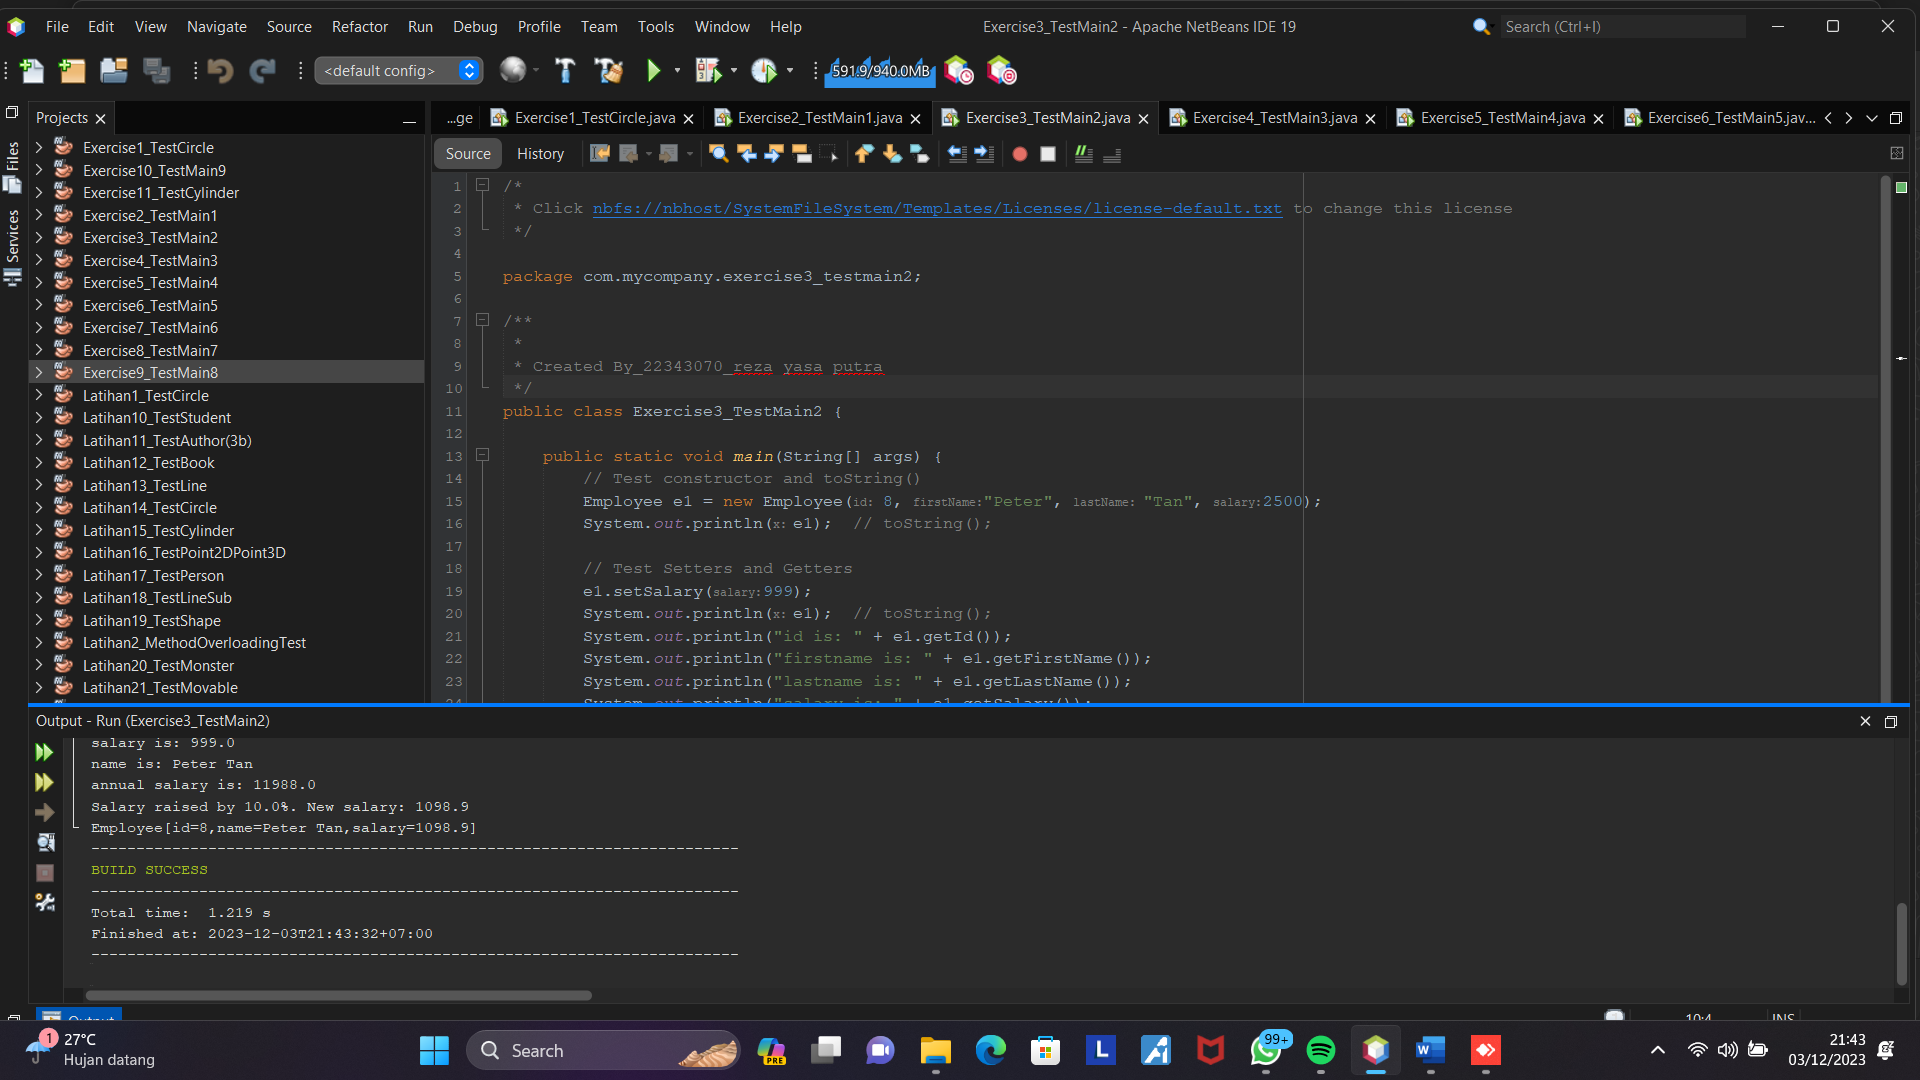 File Edit View Navigate Source Refactor Run Debug Profile Team Tools Window Help
Exercise3_TestMain2 - Apache NetBeans IDE 19
Search (Ctrl+I)
<default config>
591.9/940.0MB
Projects
...ge
Exercise1_TestCircle.java
Exercise2_TestMain1.java
Exercise3_TestMain2.java
Exercise4_TestMain3.java
Exercise5_TestMain4.java
Exercise6_TestMain5.jav...
Files
Services
Exercise1_TestCircle
Exercise10_TestMain9
Exercise11_TestCylinder
Exercise2_TestMain1
Exercise3_TestMain2
Exercise4_TestMain3
Exercise5_TestMain4
Exercise6_TestMain5
Exercise7_TestMain6
Exercise8_TestMain7
Exercise9_TestMain8
Latihan1_TestCircle
Latihan10_TestStudent
Latihan11_TestAuthor(3b)
Latihan12_TestBook
Latihan13_TestLine
Latihan14_TestCircle
Latihan15_TestCylinder
Latihan16_TestPoint2DPoint3D
Latihan17_TestPerson
Latihan18_TestLineSub
Latihan19_TestShape
Latihan2_MethodOverloadingTest
Latihan20_TestMonster
Latihan21_TestMovable
Source History
1 /*
2 * Click nbfs://nbhost/SystemFileSystem/Templates/Licenses/license-default.txt to change this license
3 */
4
5 package com.mycompany.exercise3_testmain2;
6
7 /**
8 *
9 * Created By_22343070_reza yasa putra
10 */
11 public class Exercise3_TestMain2 {
12
13 public static void main(String[] args) {
14 // Test constructor and toString()
15 Employee e1 = new Employee(id: 8, firstName:"Peter", lastName: "Tan", salary:2500);
16 System.out.println(x: e1); // toString();
17
18 // Test Setters and Getters
19 e1.setSalary(salary:999);
20 System.out.println(x: e1); // toString();
21 System.out.println("id is: " + e1.getId());
22 System.out.println("firstname is: " + e1.getFirstName());
23 System.out.println("lastname is: " + e1.getLastName());
24 System.out.println("salary is: " + e1.getSalary());
Output - Run (Exercise3_TestMain2)
salary is: 999.0
name is: Peter Tan
annual salary is: 11988.0
Salary raised by 10.0%. New salary: 1098.9
Employee[id=8,name=Peter Tan,salary=1098.9]
------------------------------------------------------------------------
BUILD SUCCESS
------------------------------------------------------------------------
Total time:  1.219 s
Finished at: 2023-12-03T21:43:32+07:00
------------------------------------------------------------------------
Output
10:4
INS
1
27°C
Hujan datang
Search
PRE
L
99+
W
21:43
03/12/2023